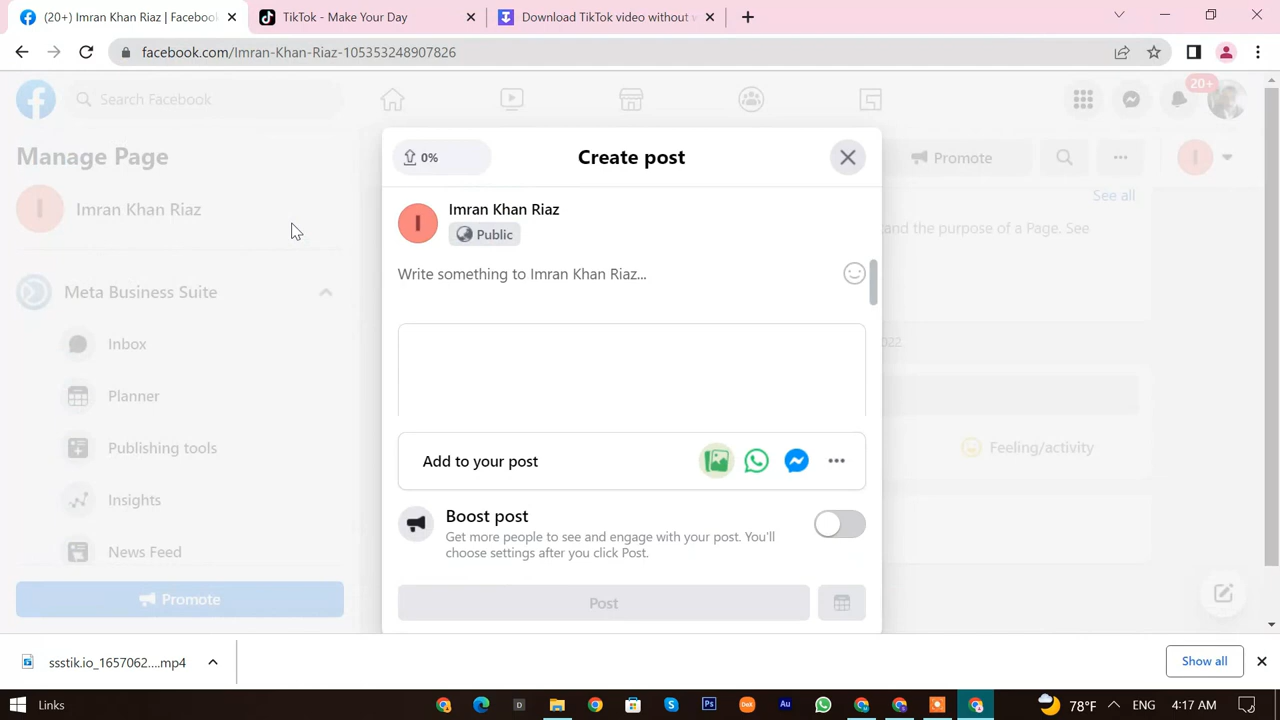 (20+) Imran Khan Riaz | Faceboo
TikTok - Make Your Day
Download TikTok video without w
facebook.com/Imran-Khan-Riaz-105353248907826
Search Facebook
20+
Manage Page
0%
Create post
Promote
I
Imran Khan Riaz
I
Imran Khan Riaz
Public
See all
and the purpose of a Page. See
Write something to Imran Khan Riaz...
Meta Business Suite
Inbox
2022
Planner
Publishing tools
Add to your post
Feeling/activity
Insights
Boost post
Get more people to see and engage with your post. You'll
choose settings after you click Post.
News Feed
Promote
Post
ssstik.io_1657062....mp4
Show all
Links
78°F
ENG
4:17 AM